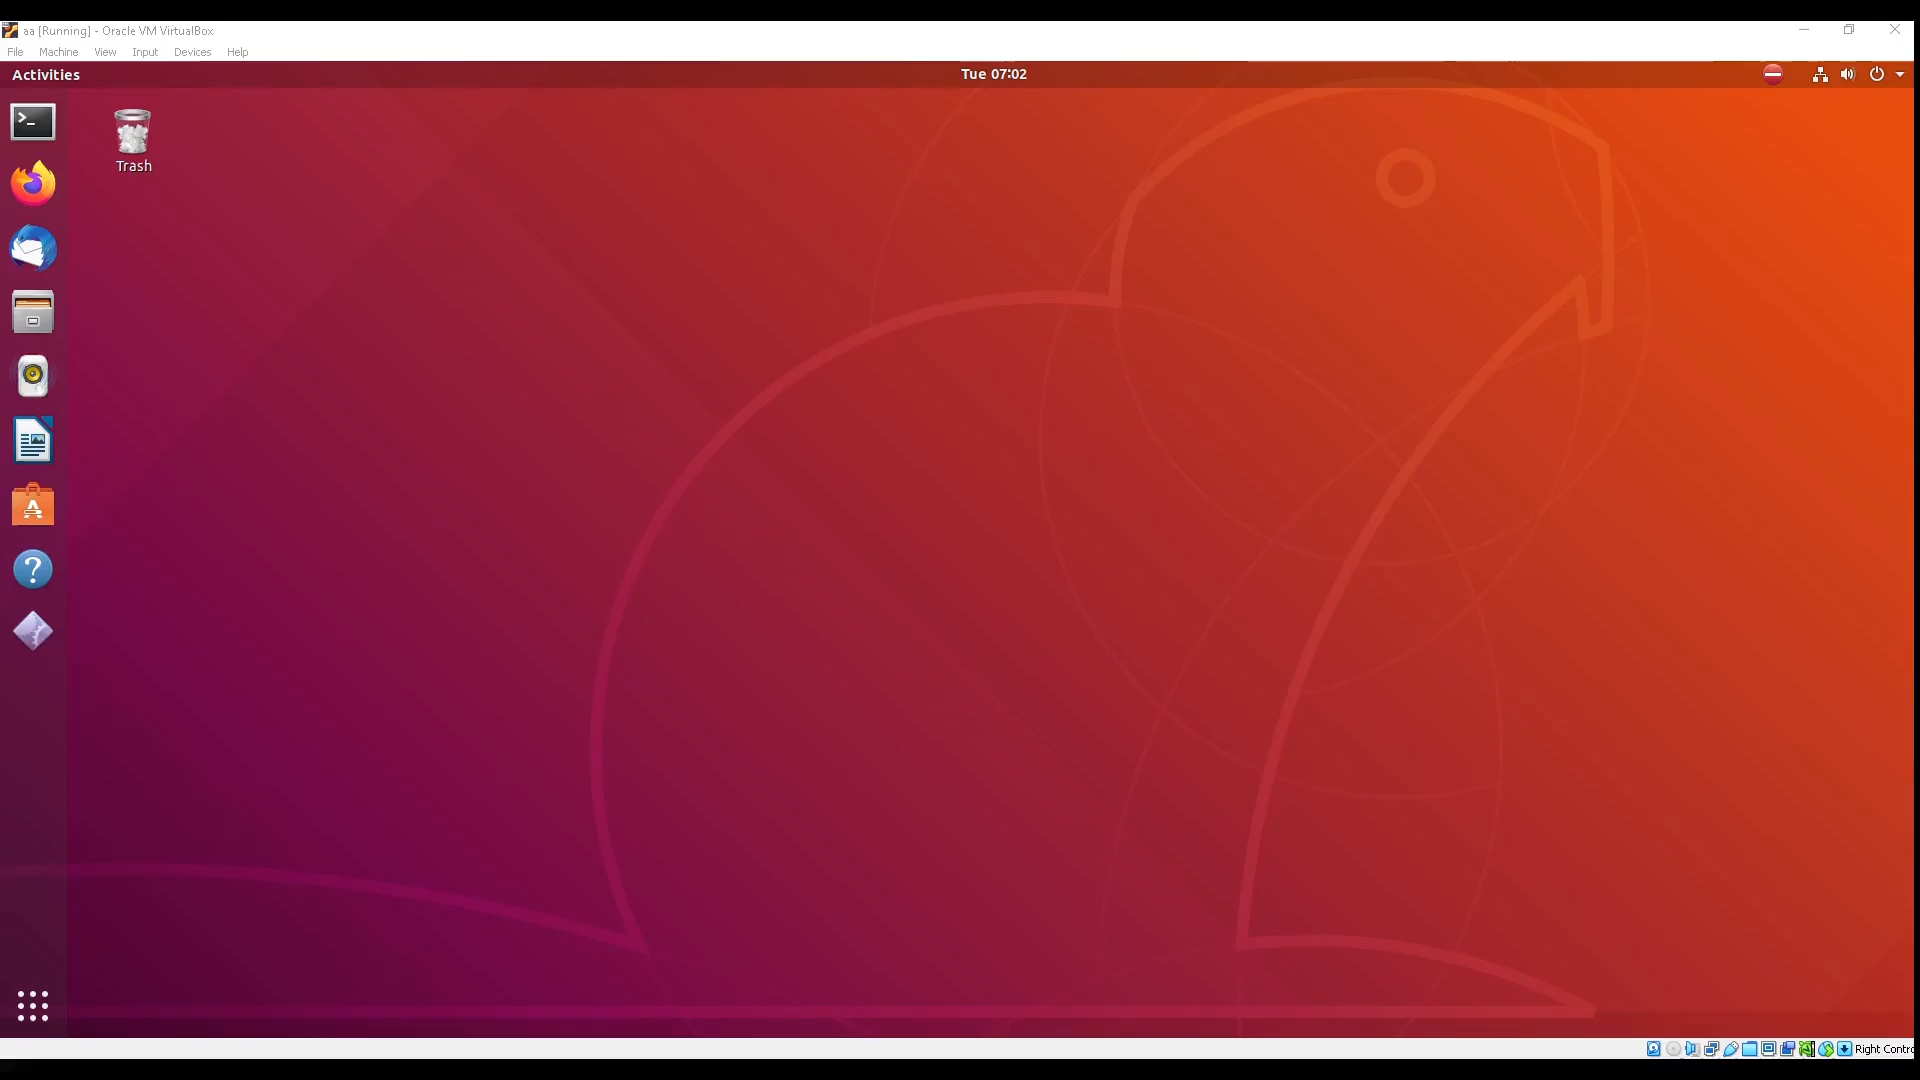 aa [Running] - Oracle VM VirtualBox
File Machine View Input Devices Help
Activities
Tue 07:02
Trash
Right Contro